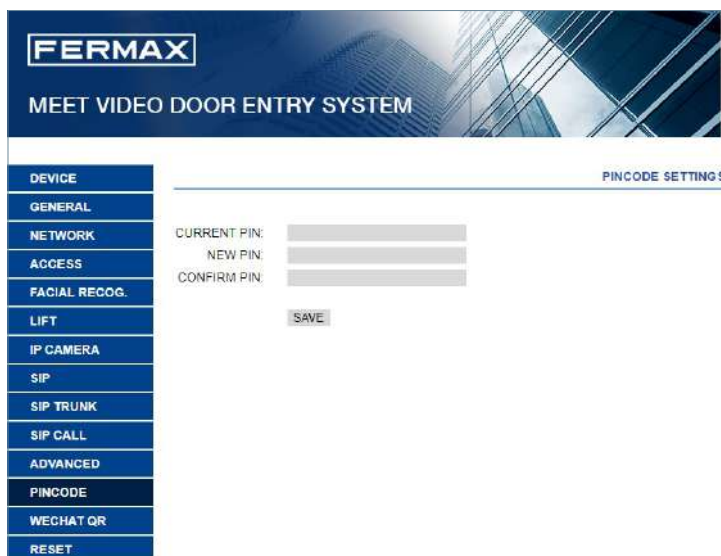 FERMAX
MEET VIDEO DOOR ENTRY SYSTEM
DEVICE
GENERAL
NETWORK
ACCESS
FACIAL RECOG.
LIFT
IP CAMERA
SIP
SIP TRUNK
SIP CALL
ADVANCED
PINCODE
WECHAT QR
RESET
PINCODE SETTINGS
CURRENT PIN:
NEW PIN:
CONFIRM PIN:
SAVE